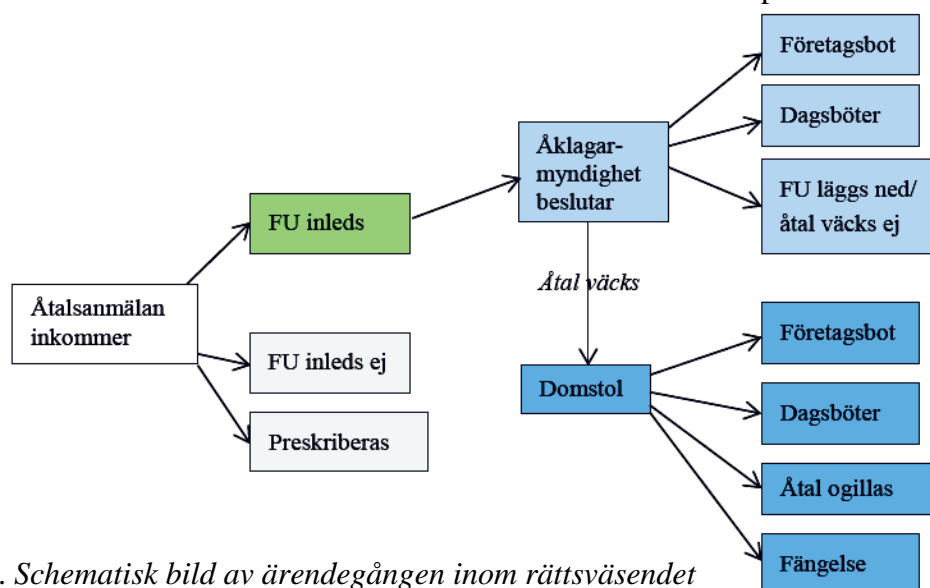 Företagsbot
Dagsböter
Åklagar-
myndighet
beslutar
FU läggs ned/
åtal väcks ej
FU inleds
Åtal väcks
Åtalsanmälan
inkommer
Företagsbot
FU inleds ej
Domstol
Dagsböter
Preskriberas
Åtal ogillas
Fängelse
. Schematisk bild av ärendegången inom rättsväsendet